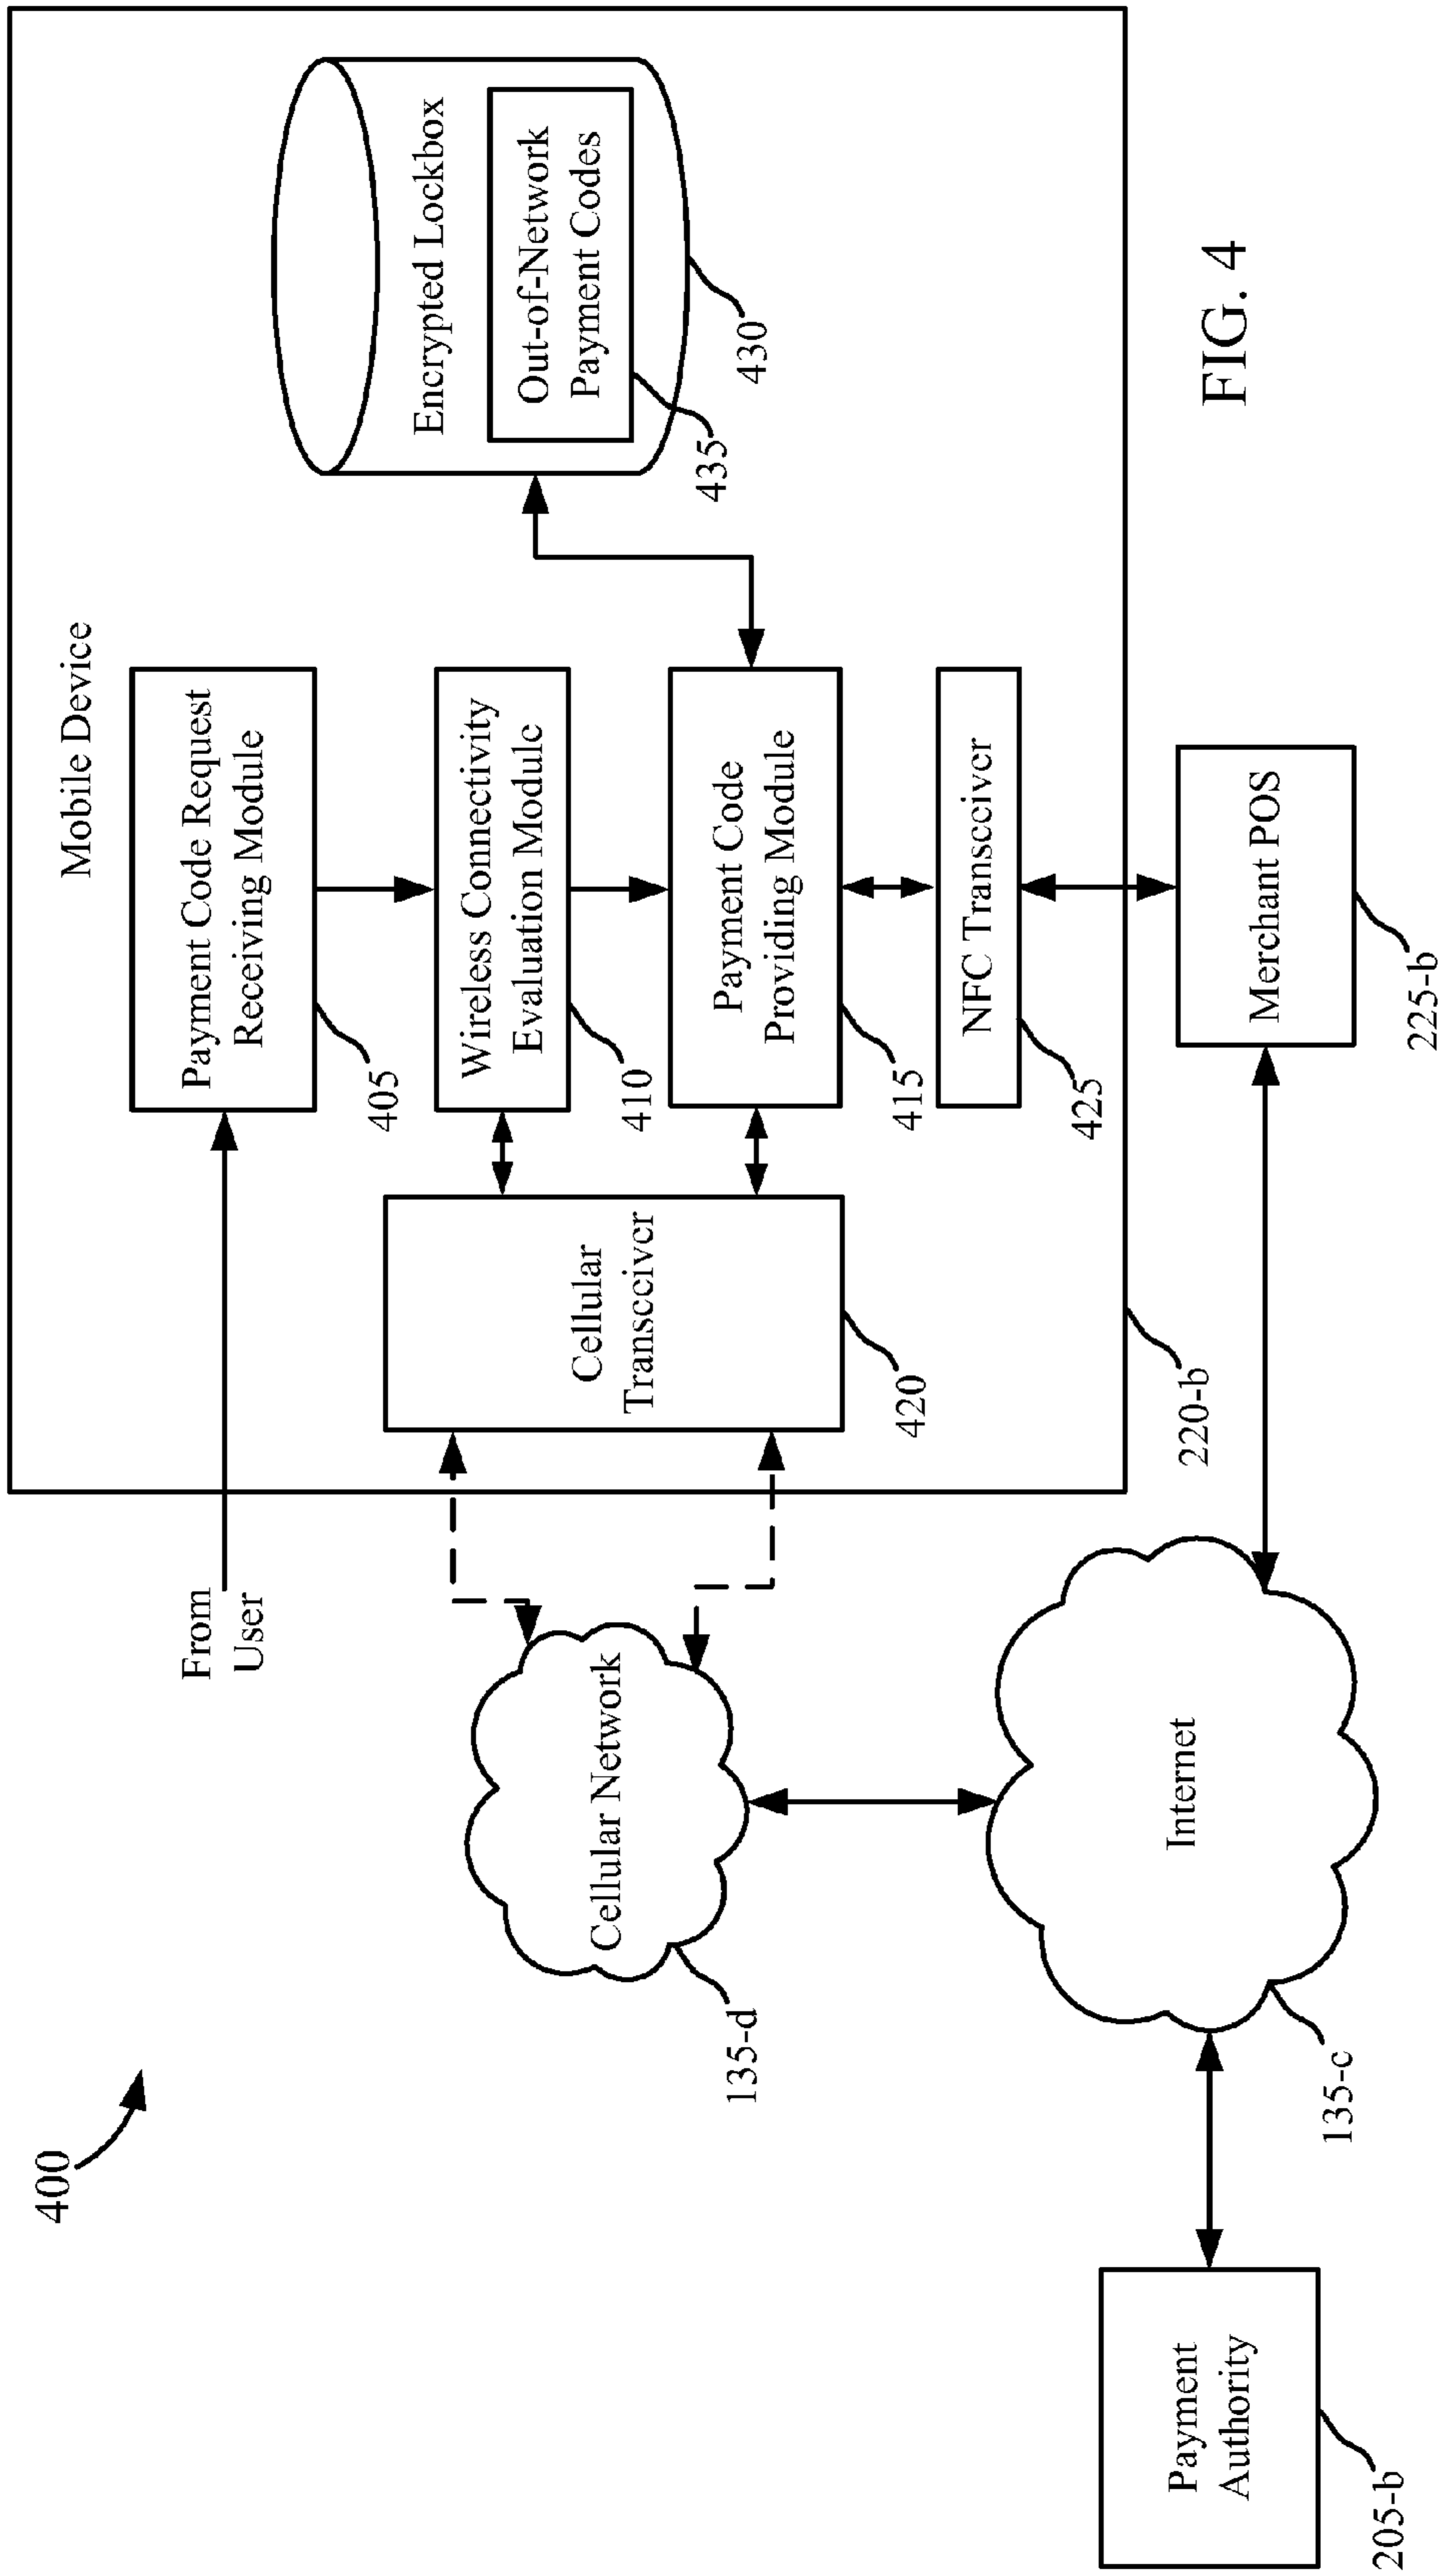 400
Mobile Device
From
User
Payment Code Request
Receiving Module
405
Wireless Connectivity
Evaluation Module
410
Cellular
Transceiver
420
Payment Code
Providing Module
415
NFC Transceiver
425
Encrypted Lockbox
Out-of-Network
Payment Codes
435
430
Cellular Network
135-d
220-b
Internet
135-c
Payment
Authority
205-b
Merchant POS
225-b
FIG. 4